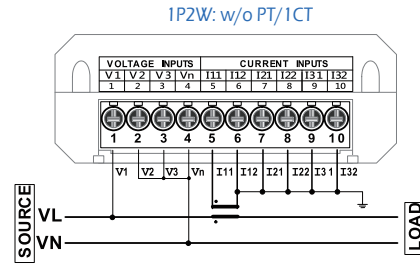 1P2W: w/o PT/1CT
VOLTAGE INPUTS CURRENT INPUTS
V1 V2 V3 Vn I11 I12 I21 I22 I31 I32
1 2 3 4 5 6 7 8 9 10
1 2 3 4 5 6 7 8 9 10
V1 V2 V3 Vn I11 I12 I21 I22 I3 1 I32
SOURCE
VL
VN
LOAD